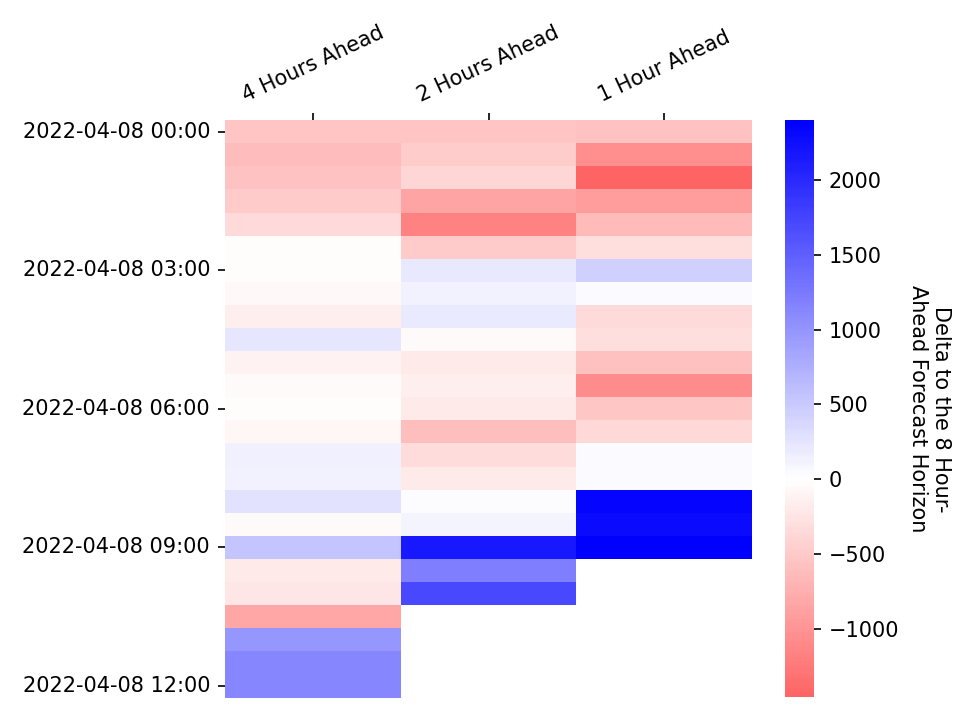 4 Hours Ahead
2 Hours Ahead
1 Hour Ahead
2022-04-08 00:00
2022-04-08 03:00
2022-04-08 06:00
2022-04-08 09:00
2022-04-08 12:00
2000
1500
1000
500
0
−500
−1000
Delta to the 8 Hour-
Ahead Forecast Horizon